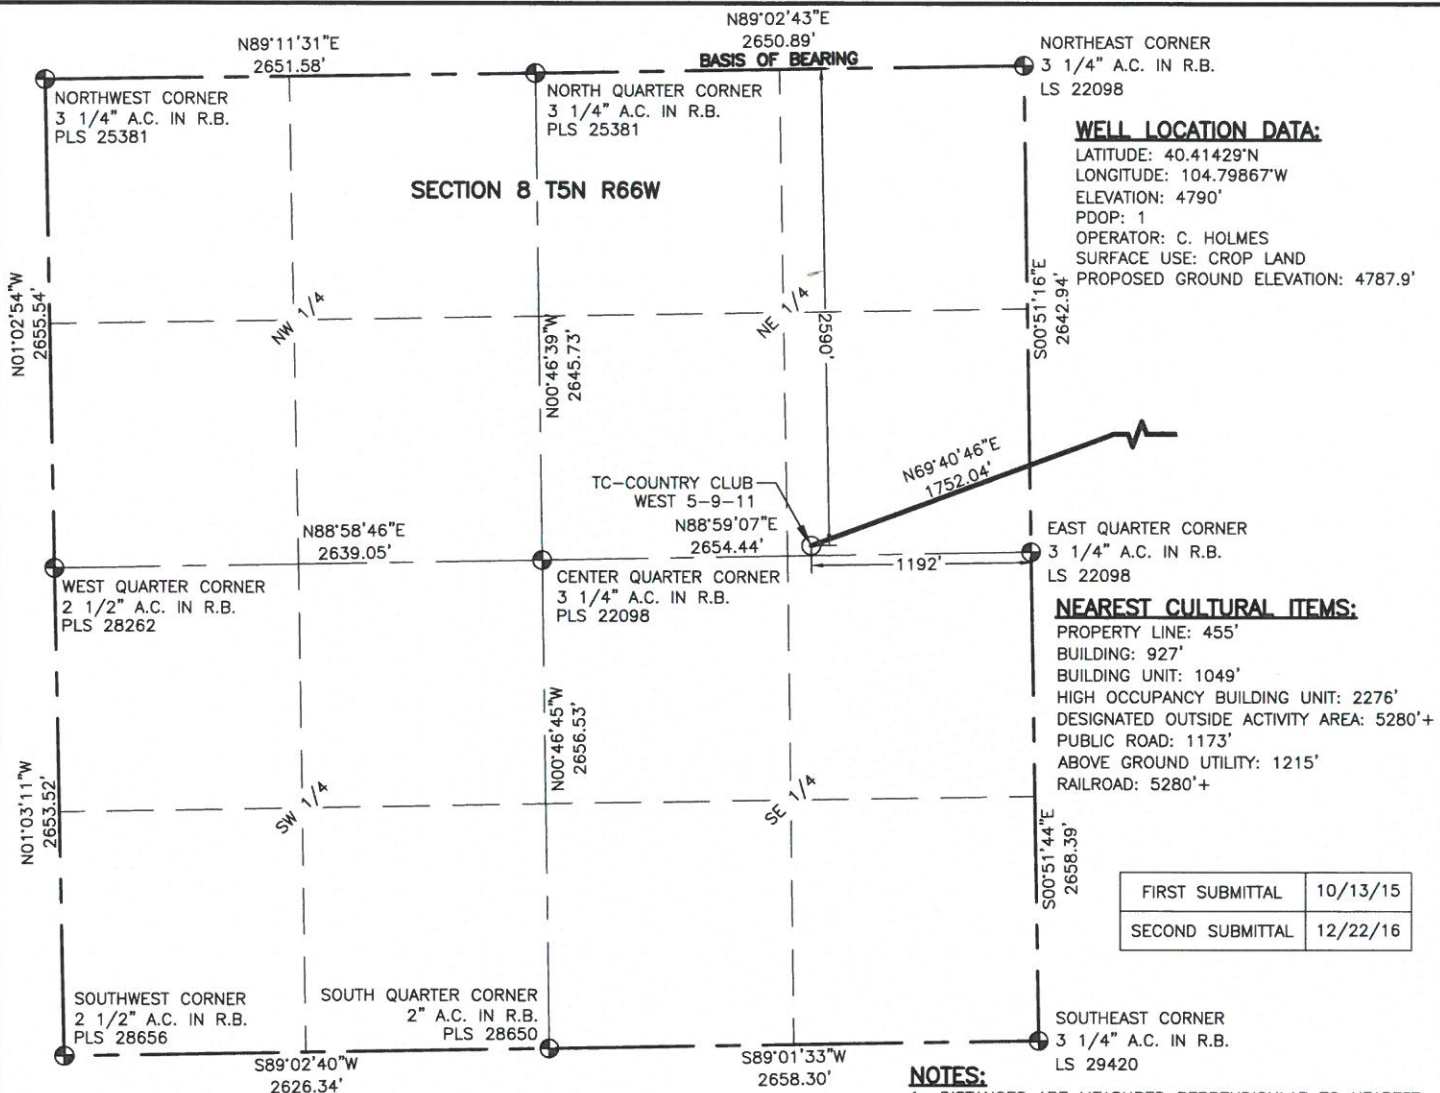 N89°02'43"E
2650.89'
BASIS OF BEARING
N89°11'31"E
2651.58'
NORTHEAST CORNER
3 1/4" A.C. IN R.B.
LS 22098
NORTHWEST CORNER
3 1/4" A.C. IN R.B.
PLS 25381
NORTH QUARTER CORNER
3 1/4" A.C. IN R.B.
PLS 25381
WELL LOCATION DATA:
LATITUDE: 40.41429°N
LONGITUDE: 104.79867°W
ELEVATION: 4790'
PDOP: 1
OPERATOR: C. HOLMES
SURFACE USE: CROP LAND
PROPOSED GROUND ELEVATION: 4787.9'
SECTION 8 T5N R66W
N01°02'54"W
2655.54'
NW 1/4
N00°46'39"W
2645.73'
NE 1/4
2590'
S00°51'16"E
2642.94'
N69°40'46"E
1752.04'
TC-COUNTRY CLUB
WEST 5-9-11
N88°58'46"E
2639.05'
N88°59'07"E
2654.44'
1192'
EAST QUARTER CORNER
3 1/4" A.C. IN R.B.
LS 22098
WEST QUARTER CORNER
2 1/2" A.C. IN R.B.
PLS 28262
CENTER QUARTER CORNER
3 1/4" A.C. IN R.B.
PLS 22098
NEAREST CULTURAL ITEMS:
PROPERTY LINE: 455'
BUILDING: 927'
BUILDING UNIT: 1049'
HIGH OCCUPANCY BUILDING UNIT: 2276'
DESIGNATED OUTSIDE ACTIVITY AREA: 5280'+
PUBLIC ROAD: 1173'
ABOVE GROUND UTILITY: 1215'
RAILROAD: 5280'+
N01°03'11"W
2653.52'
SW 1/4
N00°46'45"W
2656.53'
SE 1/4
S00°51'44"E
2658.39'
FIRST SUBMITTAL 10/13/15
SECOND SUBMITTAL 12/22/16
SOUTHWEST CORNER
2 1/2" A.C. IN R.B.
PLS 28656
SOUTH QUARTER CORNER
2" A.C. IN R.B.
PLS 28650
SOUTHEAST CORNER
3 1/4" A.C. IN R.B.
LS 29420
S89°02'40"W
2626.34'
S89°01'33"W
2658.30'
NOTES: